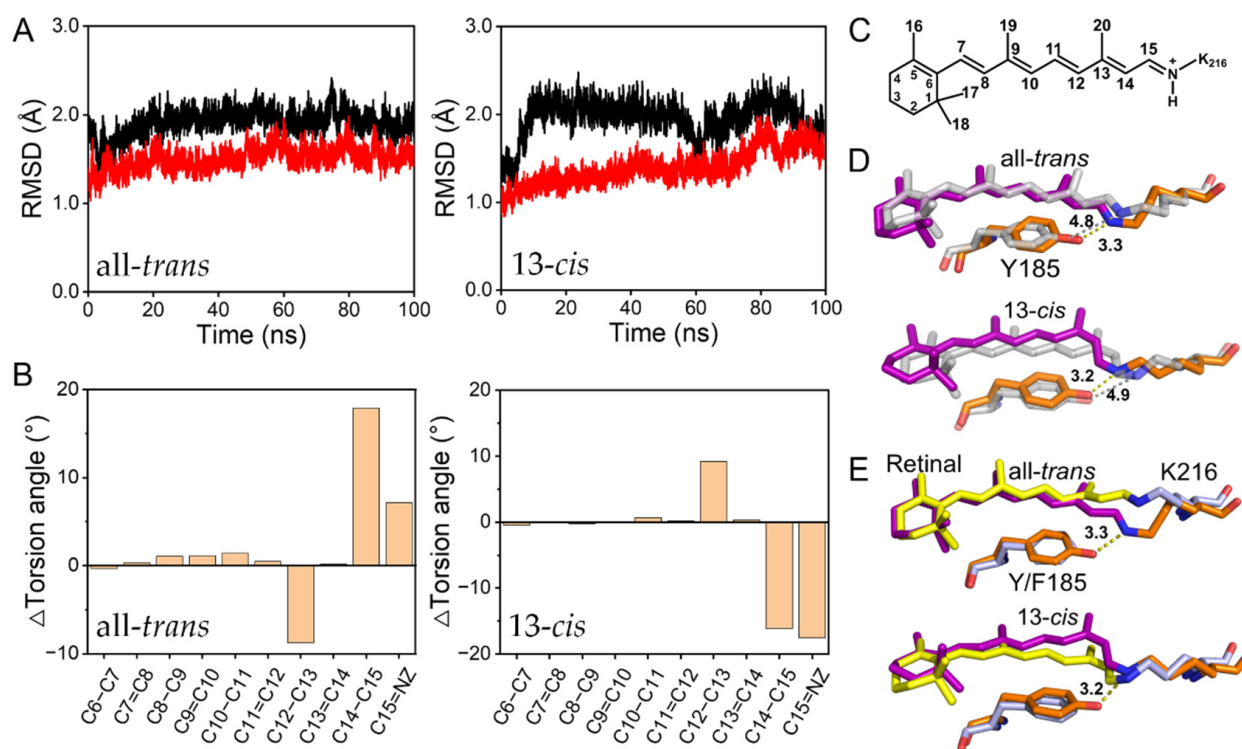 A
RMSD (Å)
3.0
2.0
1.0
0.0
all-trans
0 20 40 60 80 100
Time (ns)
RMSD (Å)
3.0
2.0
1.0
0.0
13-cis
0 20 40 60 80 100
Time (ns)
B
△Torsion angle (°)
20
10
0
−10
all-trans
C6−C7
C7=C8
C8−C9
C9=C10
C10−C11
C11=C12
C12−C13
C13=C14
C14−C15
C15=NZ
△Torsion angle (°)
20
10
0
−10
−20
13-cis
C6−C7
C7=C8
C8−C9
C9=C10
C10−C11
C11=C12
C12−C13
C13=C14
C14−C15
C15=NZ
C
16 19 20
7 9 11 13 15
4 5 6 8 10 12 14 N+ K216
3 2 1 17 H
18
D
all-trans
4.8
3.3
Y185
13-cis
3.2
4.9
E
Retinal all-trans K216
3.3
Y/F185
13-cis
3.2